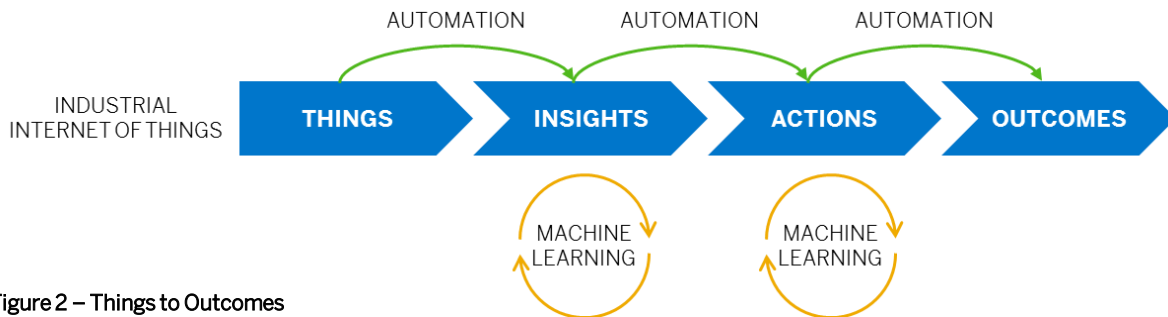 AUTOMATION
AUTOMATION
AUTOMATION
INDUSTRIAL
INTERNET OF THINGS
THINGS
INSIGHTS
ACTIONS
OUTCOMES
MACHINE
LEARNING
MACHINE
LEARNING
igure 2 – Things to Outcomes